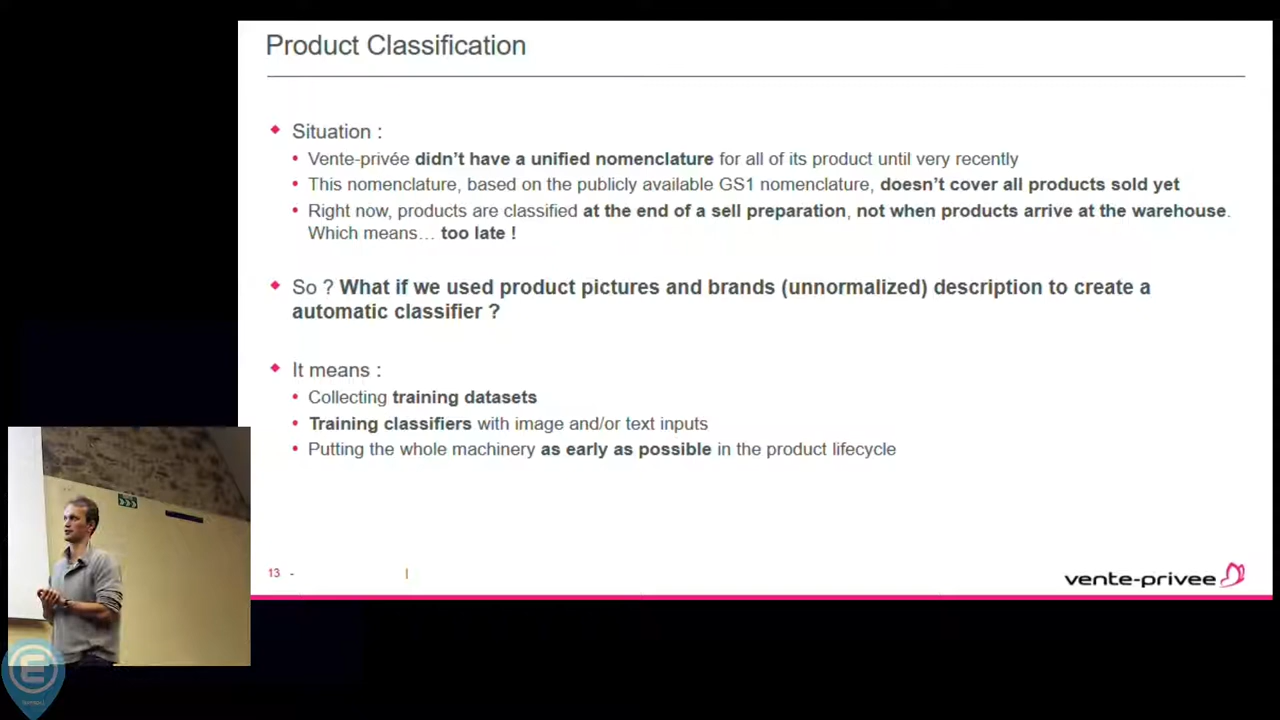 Product Classification
Situation :
Vente-privée didn't have a unified nomenclature for all of its product until very recently
This nomenclature, based on the publicly available GS1 nomenclature, doesn't cover all products sold yet
Right now, products are classified at the end of a sell preparation, not when products arrive at the warehouse.
Which means… too late !
So ? What if we used product pictures and brands (unnormalized) description to create a
automatic classifier ?
It means :
Collecting training datasets
Training classifiers with image and/or text inputs
Putting the whole machinery as early as possible in the product lifecycle
13 - |
vente-privee